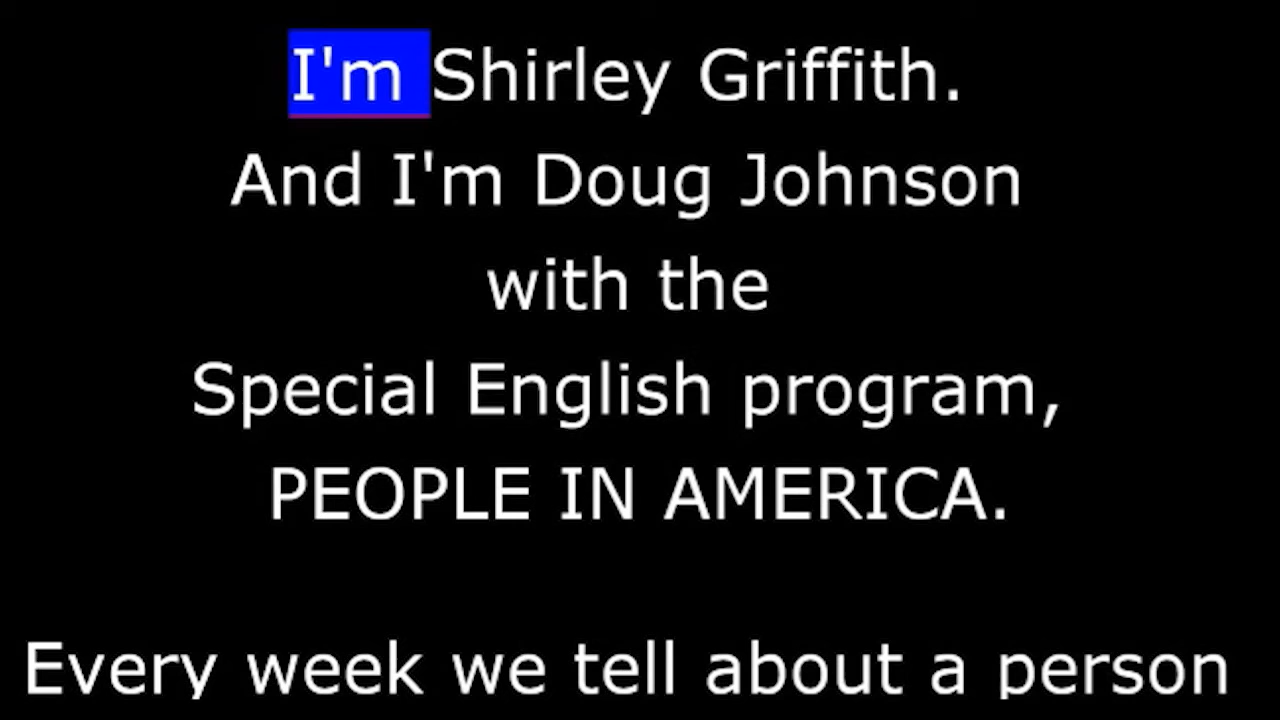 I'm Shirley Griffith.
And I'm Doug Johnson
with the
Special English program,
PEOPLE IN AMERICA.
Every week we tell about a person